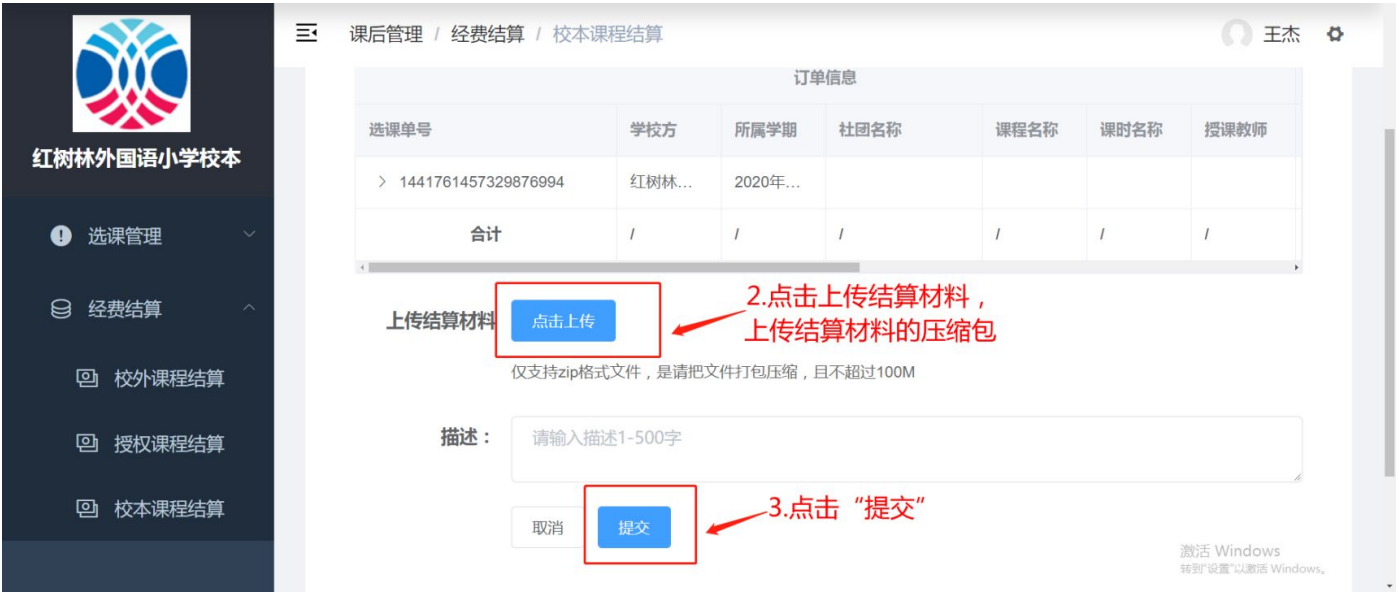 课后管理 / 经费结算 / 校本课程结算
王杰
红树林外国语小学校本
选课管理
经费结算
校外课程结算
授权课程结算
校本课程结算
订单信息
选课单号 学校方 所属学期 社团名称 课程名称 课时名称 授课教师
> 1441761457329876994 红树林... 2020年...
合计 / / / / / /
上传结算材料 点击上传
2.点击上传结算材料，
上传结算材料的压缩包
仅支持zip格式文件，是请把文件打包压缩，且不超过100M
描述： 请输入描述1-500字
取消 提交
3.点击“提交”
激活 Windows
转到“设置”以激活 Windows。